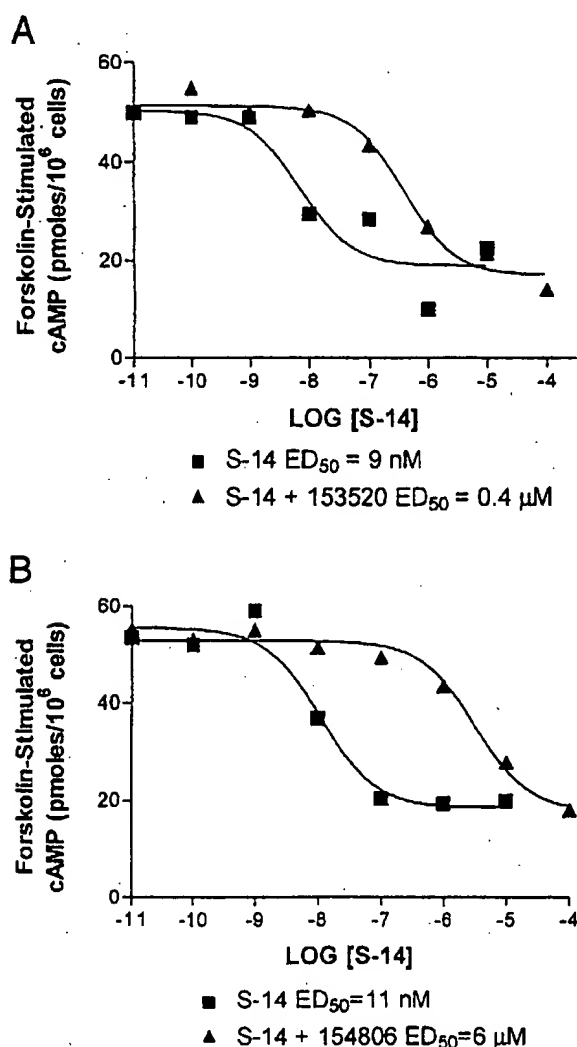 A
Forskolin-Stimulated
cAMP (pmoles/10⁶ cells)
60
40
20
0
-11 -10 -9 -8 -7 -6 -5 -4
LOG [S-14]
■ S-14 ED₅₀ = 9 nM
▲ S-14 + 153520 ED₅₀ = 0.4 µM
B
Forskolin-Stimulated
cAMP (pmoles/10⁶ cells)
60
40
20
0
-11 -10 -9 -8 -7 -6 -5 -4
LOG [S-14]
■ S-14 ED₅₀=11 nM
▲ S-14 + 154806 ED₅₀=6 µM